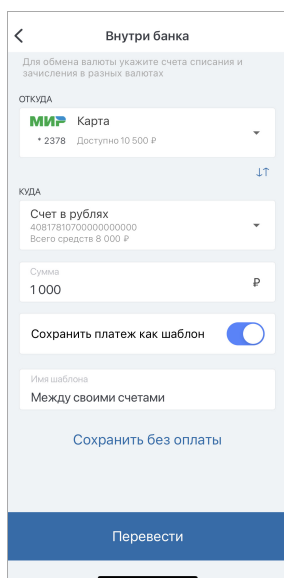 Внутри банка
Для обмена валюты укажите счета списания и
зачисления в разных валютах
ОТКУДА
МИР Карта
* 2378 Доступно 10 500 ₽
↓↑
КУДА
Счет в рублях
40817810700000000000
Всего средств 8 000 ₽
Сумма
1 000 ₽
Сохранить платеж как шаблон
Имя шаблона
Между своими счетами
Сохранить без оплаты
Перевести